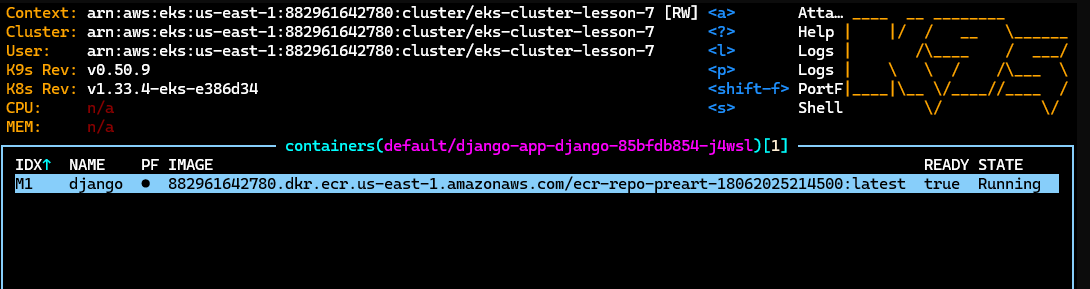 Context: arn:aws:eks:us-east-1:882961642780:cluster/eks-cluster-lesson-7 [RW] <a> Atta…
Cluster: arn:aws:eks:us-east-1:882961642780:cluster/eks-cluster-lesson-7 <?> Help
User: arn:aws:eks:us-east-1:882961642780:cluster/eks-cluster-lesson-7 <l> Logs
K9s Rev: v0.50.9 <p> Logs
K8s Rev: v1.33.4-eks-e386d34 <shift-f> PortF
CPU: n/a <s> Shell
MEM: n/a
containers(default/django-app-django-85bfdb854-j4wsl)[1]
IDX↑ NAME PF IMAGE READY STATE
M1 django ● 882961642780.dkr.ecr.us-east-1.amazonaws.com/ecr-repo-preart-18062025214500:latest true Running